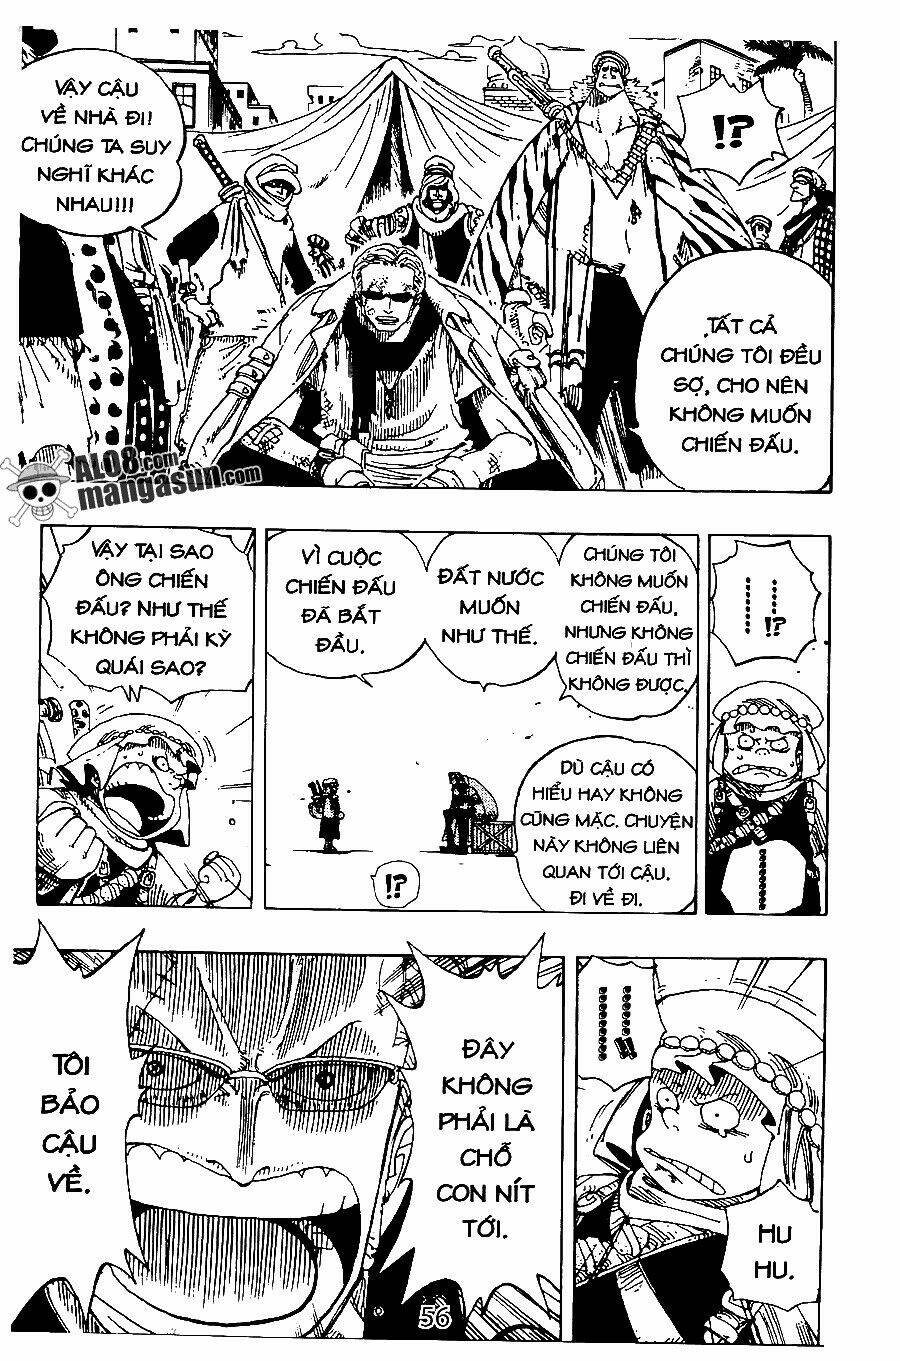 !?
TẤT CẢ
CHÚNG TÔI ĐỀU
SỢ, CHO NÊN
KHÔNG MUỐN
CHIẾN ĐẤU.
VẬY CẬU
VỀ NHÀ ĐI!
CHÚNG TA SUY
NGHĨ KHÁC
NHAU!!!
ALO8.com
mangasun.com
......... ......!?
.........
CHÚNG TÔI
KHÔNG MUỐN
CHIẾN ĐẤU,
NHƯNG KHÔNG
CHIẾN ĐẤU THÌ
KHÔNG ĐƯỢC.
ĐẤT NƯỚC
MUỐN
NHƯ THẾ.
VÌ CUỘC
CHIẾN ĐẤU
ĐÃ BẮT
ĐẦU.
DÙ CẬU CÓ
HIỂU HAY KHÔNG
CŨNG MẶC. CHUYỆN
NÀY KHÔNG LIÊN
QUAN TỚI CẬU.
ĐI VỀ ĐI.
!?
VẬY TẠI SAO
ÔNG CHIẾN
ĐẤU? NHƯ THẾ
KHÔNG PHẢI KỲ
QUÁI SAO?
......... .........!!
HU
HU.
ĐÂY
KHÔNG
PHẢI LÀ
CHỖ
CON NÍT
TỚI.
TÔI
BẢO
CẬU
VỀ.
56